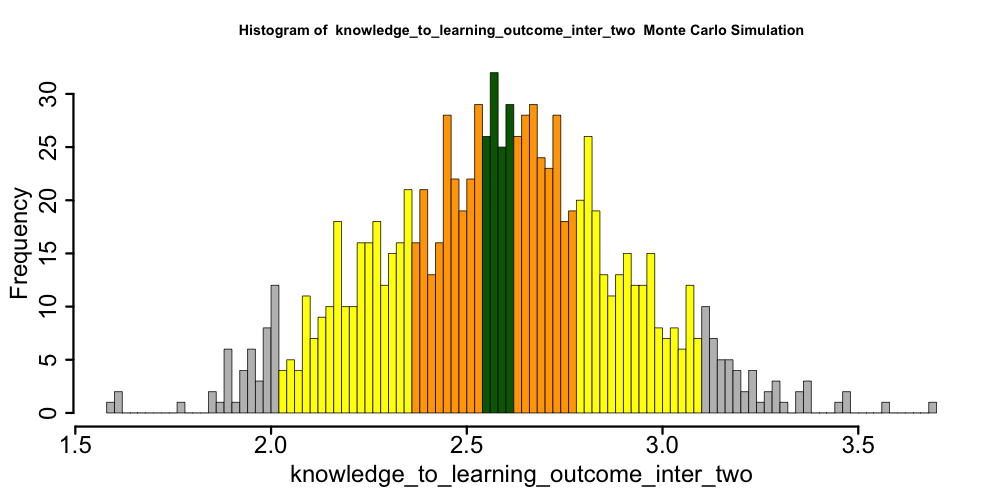 Histogram of  knowledge_to_learning_outcome_inter_two  Monte Carlo Simulation
Frequency
30
25
20
15
10
5
0
1.5 2.0 2.5 3.0 3.5
knowledge_to_learning_outcome_inter_two